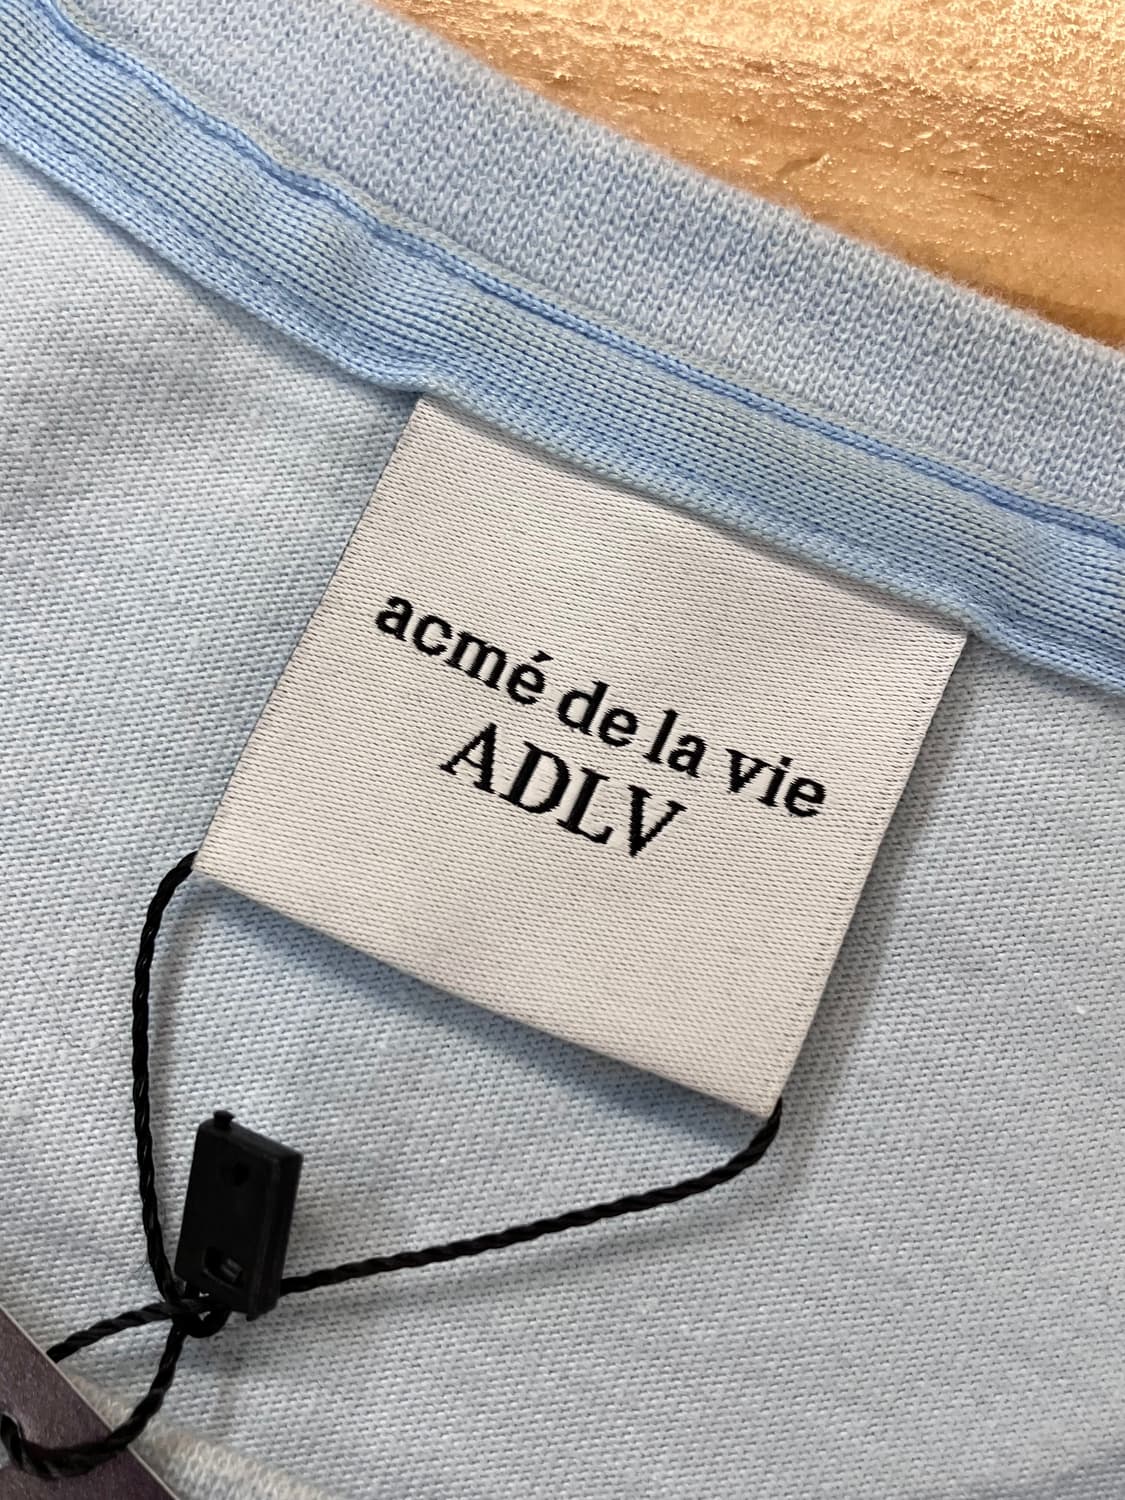 acmé de la vie
ADLV